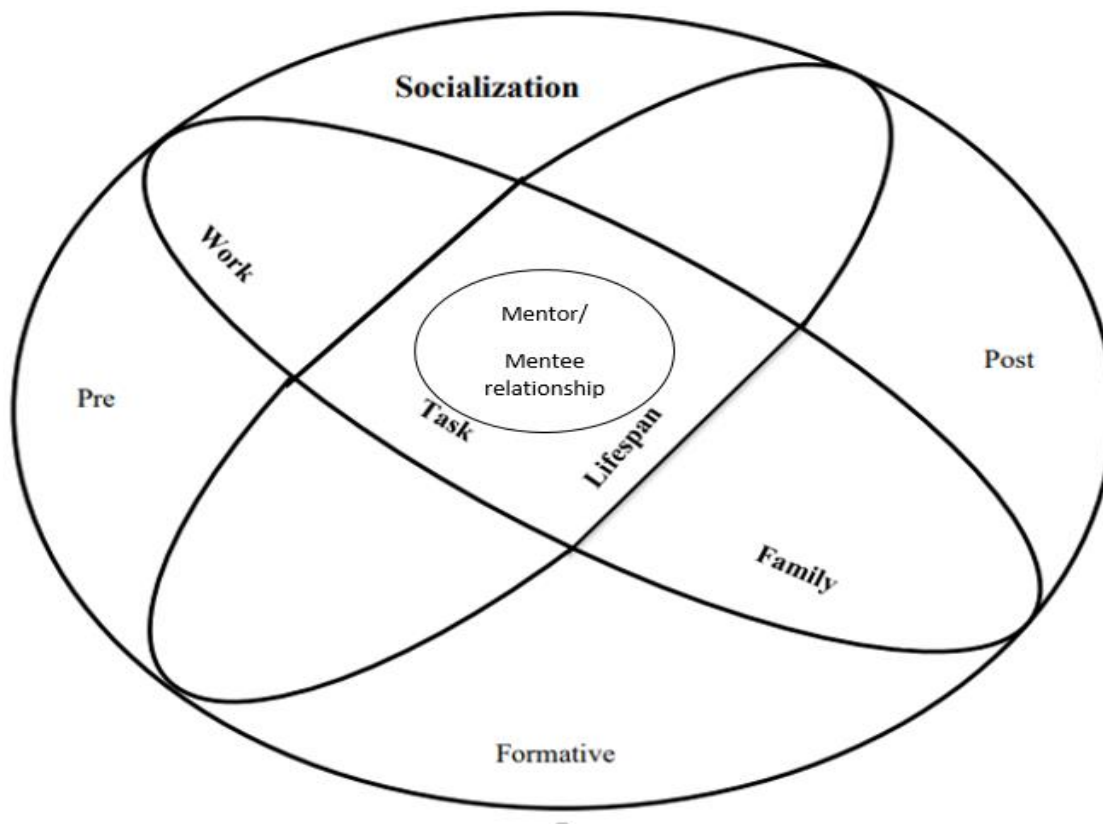 Socialization
Work
Mentor/
Mentee
relationship
Pre
Post
Task
Lifespan
Family
Formative